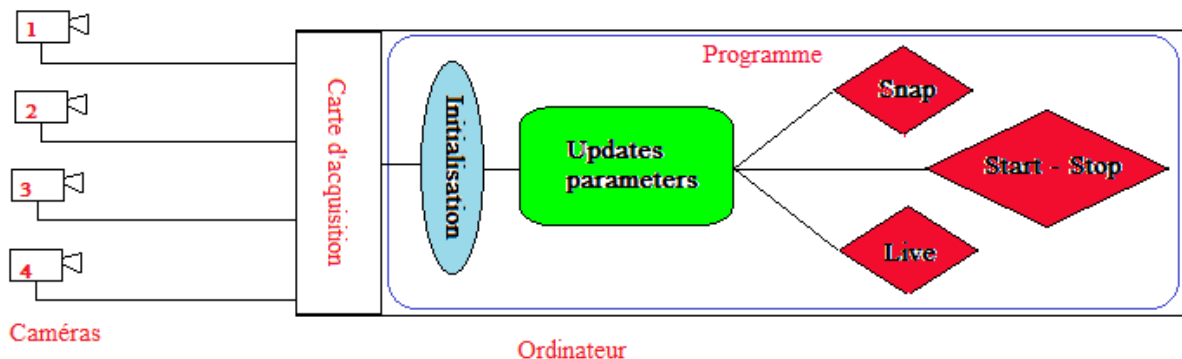 1
2
3
4
Caméras
Carte d'acquisition
Programme
Initialisation
Updates
parameters
Snap
Start - Stop
Live
Ordinateur